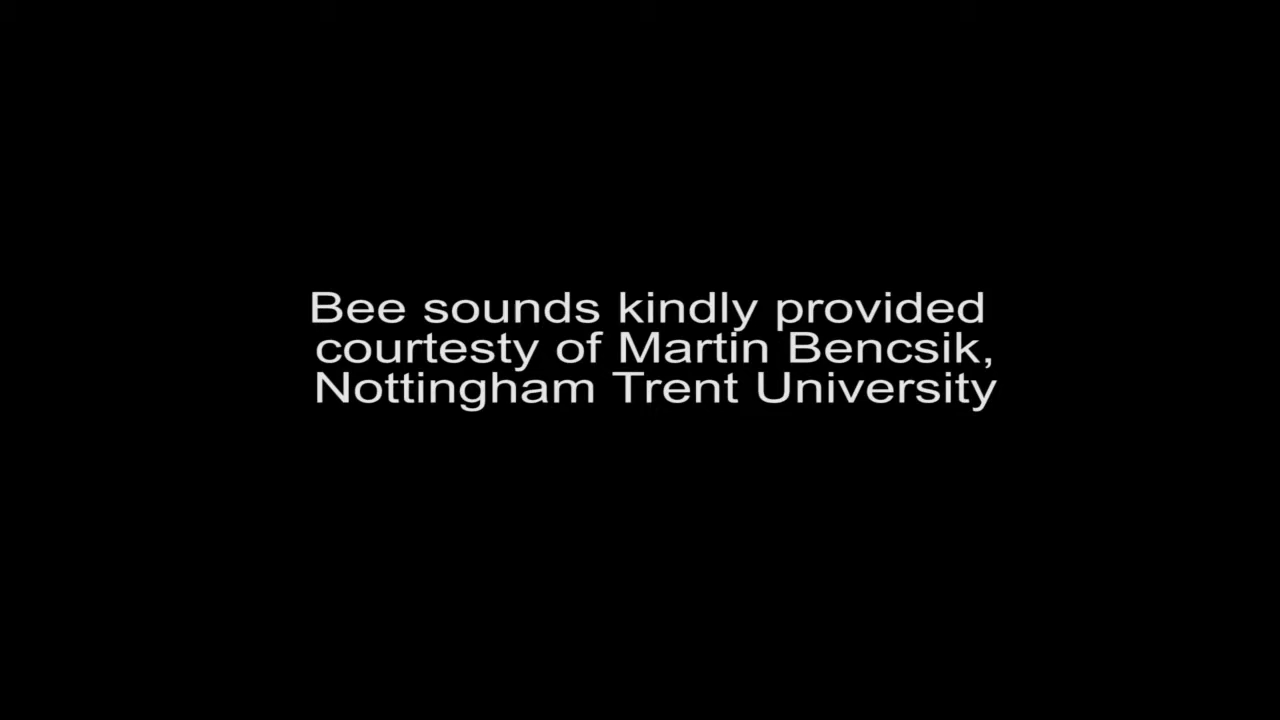 Bee sounds kindly provided
courtesty of Martin Bencsik,
Nottingham Trent University